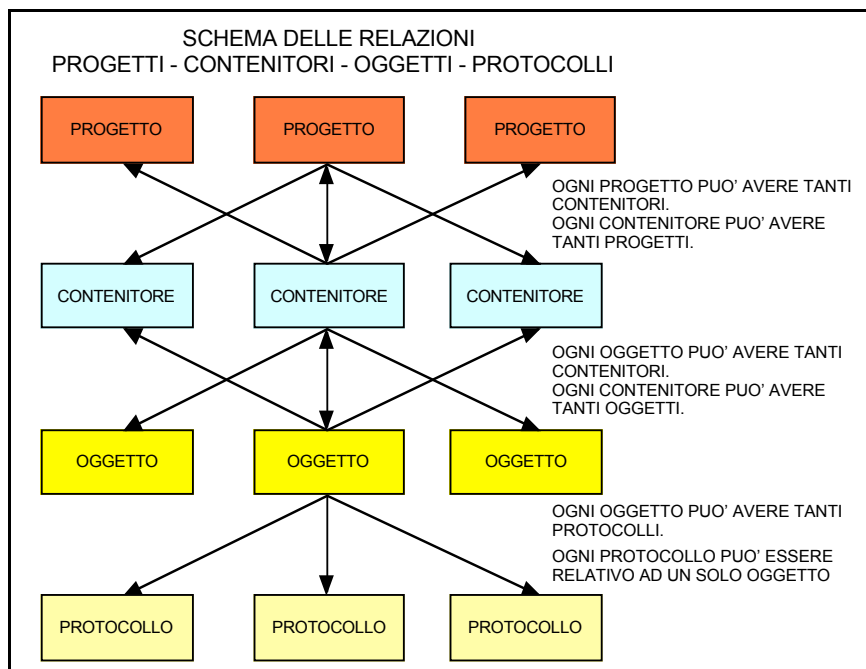 SCHEMA DELLE RELAZIONI
PROGETTI - CONTENITORI - OGGETTI - PROTOCOLLI
PROGETTO
PROGETTO
PROGETTO
OGNI PROGETTO PUO' AVERE TANTI
CONTENITORI.
OGNI CONTENITORE PUO' AVERE
TANTI PROGETTI.
CONTENITORE
CONTENITORE
CONTENITORE
OGNI OGGETTO PUO' AVERE TANTI
CONTENITORI.
OGNI CONTENITORE PUO' AVERE
TANTI OGGETTI.
OGGETTO
OGGETTO
OGGETTO
OGNI OGGETTO PUO' AVERE TANTI
PROTOCOLLI.
OGNI PROTOCOLLO PUO' ESSERE
RELATIVO AD UN SOLO OGGETTO
PROTOCOLLO
PROTOCOLLO
PROTOCOLLO